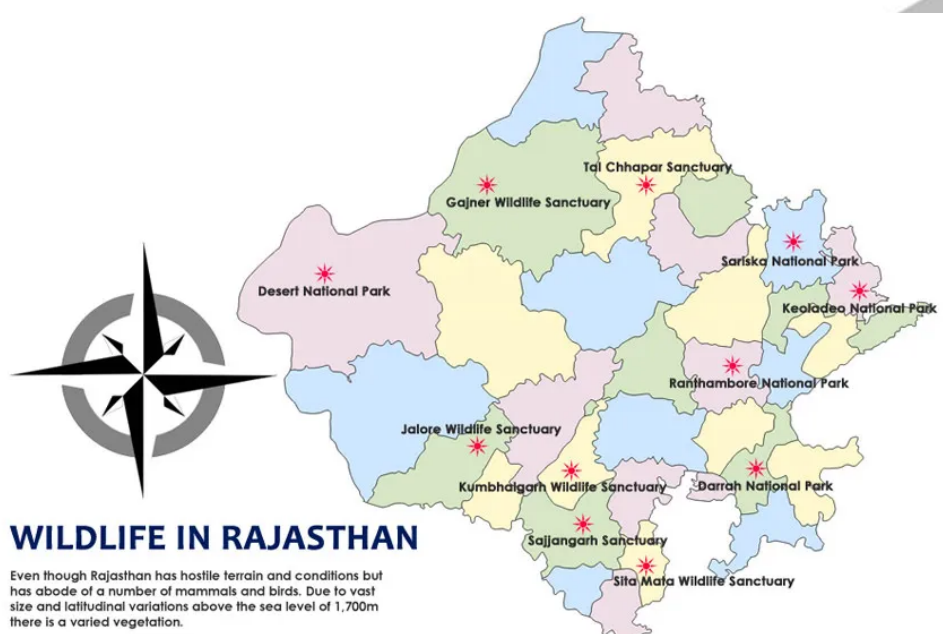 Tal Chhapar Sanctuary
Gajner Wildlife Sanctuary
Sariska National Park
Desert National Park
Keoladeo National Park
Ranthambore National Park
Jalore Wildlife Sanctuary
Kumbhalgarh Wildlife Sanctuary
Darrah National Park
Sajjangarh Sanctuary
Sita Mata Wildlife Sanctuary
WILDLIFE IN RAJASTHAN
Even though Rajasthan has hostile terrain and conditions but
has abode of a number of mammals and birds. Due to vast
size and latitudinal variations above the sea level of 1,700m
there is a varied vegetation.